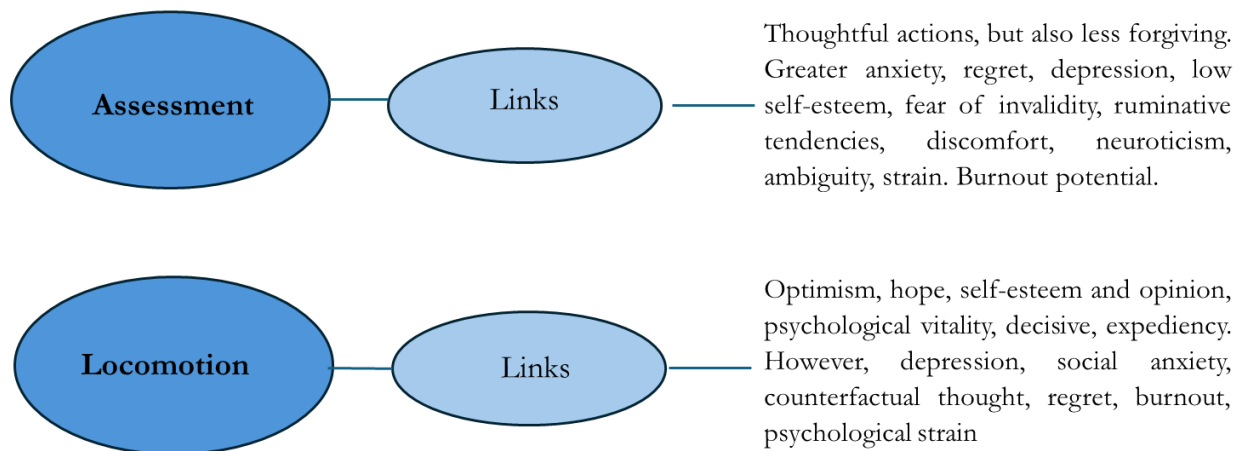 Assessment
Links
Thoughtful actions, but also less forgiving.
Greater anxiety, regret, depression, low
self-esteem, fear of invalidity, ruminative
tendencies, discomfort, neuroticism,
ambiguity, strain. Burnout potential.
Locomotion
Links
Optimism, hope, self-esteem and opinion,
psychological vitality, decisive, expediency.
However, depression, social anxiety,
counterfactual thought, regret, burnout,
psychological strain